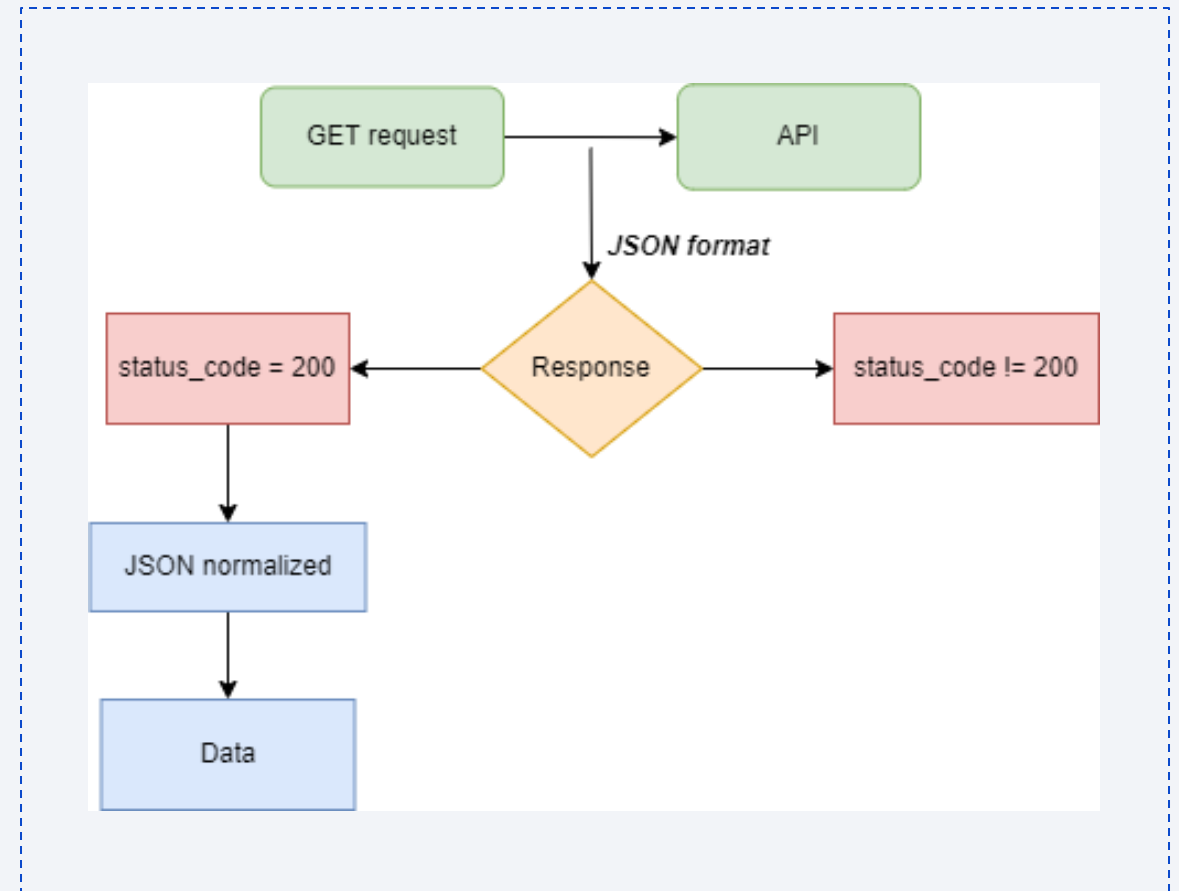 GET request
API
JSON format
status_code = 200
Response
status_code != 200
JSON normalized
Data